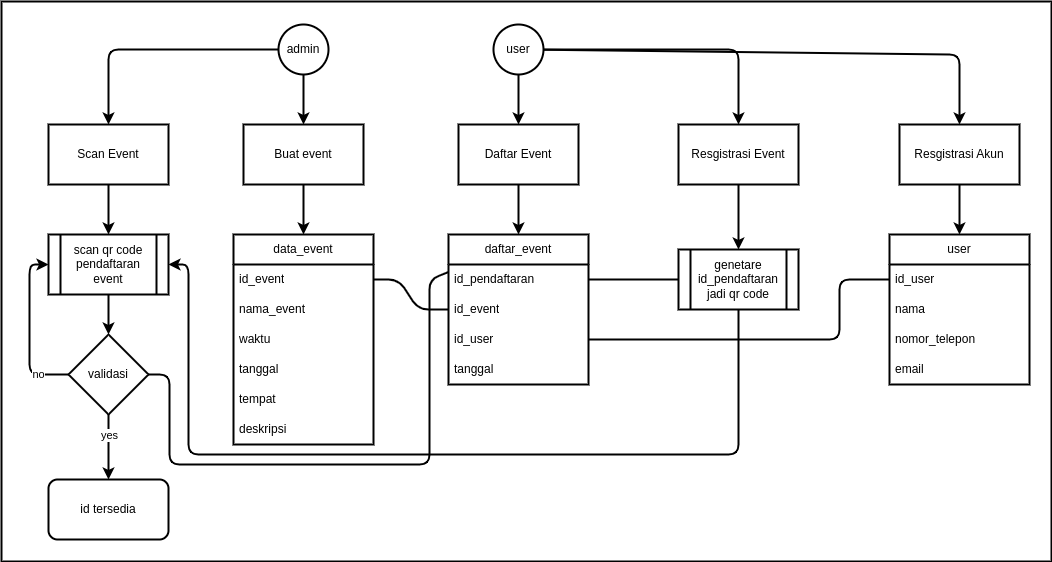 admin
user
Scan Event
Buat event
Daftar Event
Resgistrasi Event
Resgistrasi Akun
scan qr code
pendaftaran
event
validasi
no
yes
id tersedia
data_event
id_event
nama_event
waktu
tanggal
tempat
deskripsi
daftar_event
id_pendaftaran
id_event
id_user
tanggal
genetare
id_pendaftaran
jadi qr code
user
id_user
nama
nomor_telepon
email